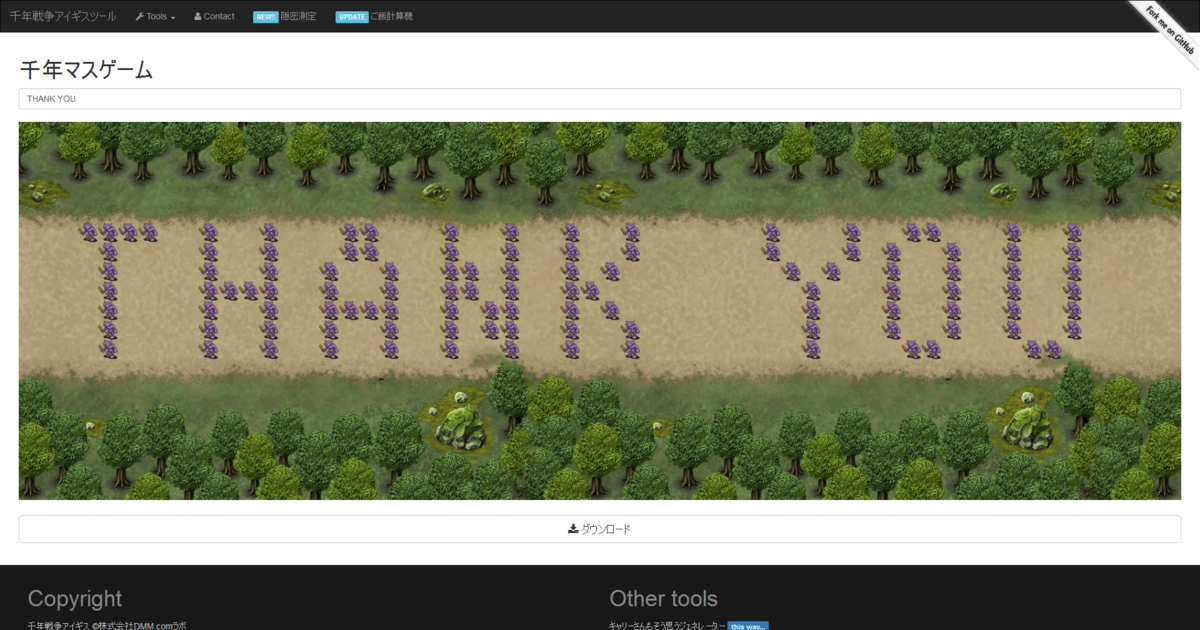 千年戦争アイギスツール Tools Contact NEW!! 隠密測定 UPDATE ご飯計算機
Fork me on GitHub
千年マスゲーム
THANK YOU
THANK YOU
ダウンロード
Copyright
千年戦争アイギス ©株式会社DMM.comラボ
Other tools
キャリーさんもそう思うジェネレーター this way...